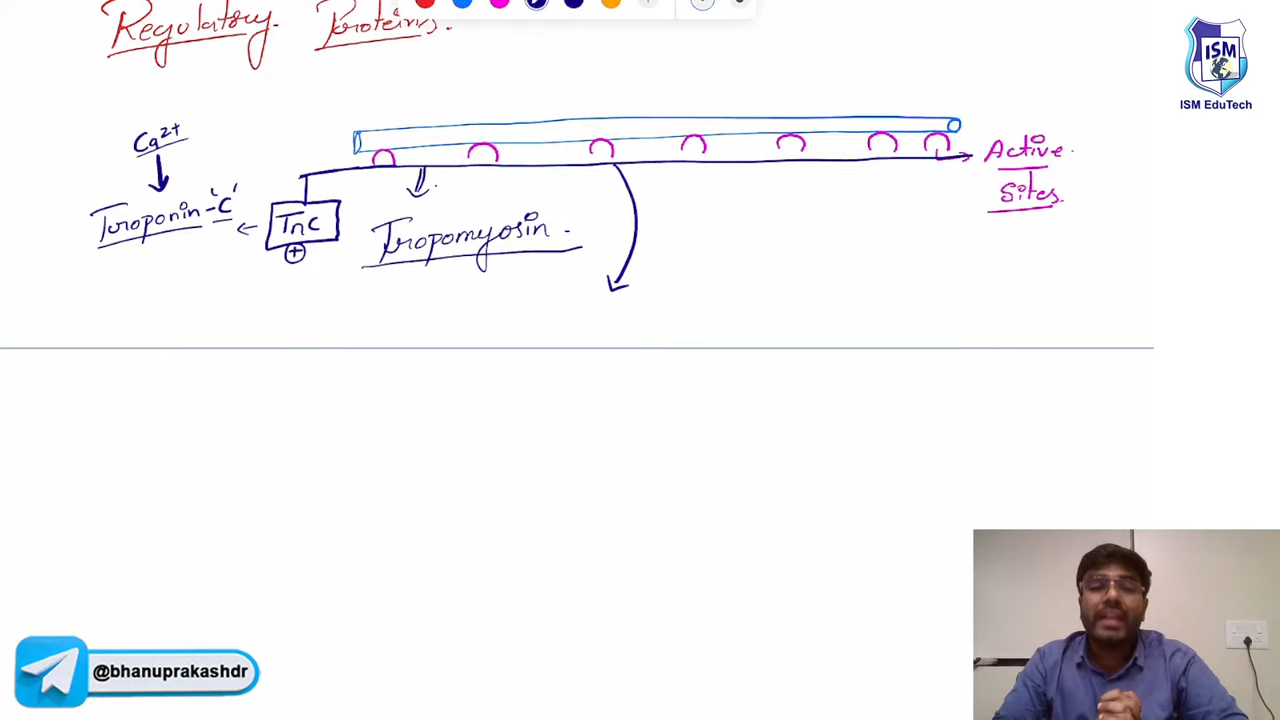 Regulatory Proteins.
ISM
ISM EduTech
Ca2+
Active
Sites.
Troponin-'C'
TnC
+
Tropomyosin.
@bhanuprakashdr